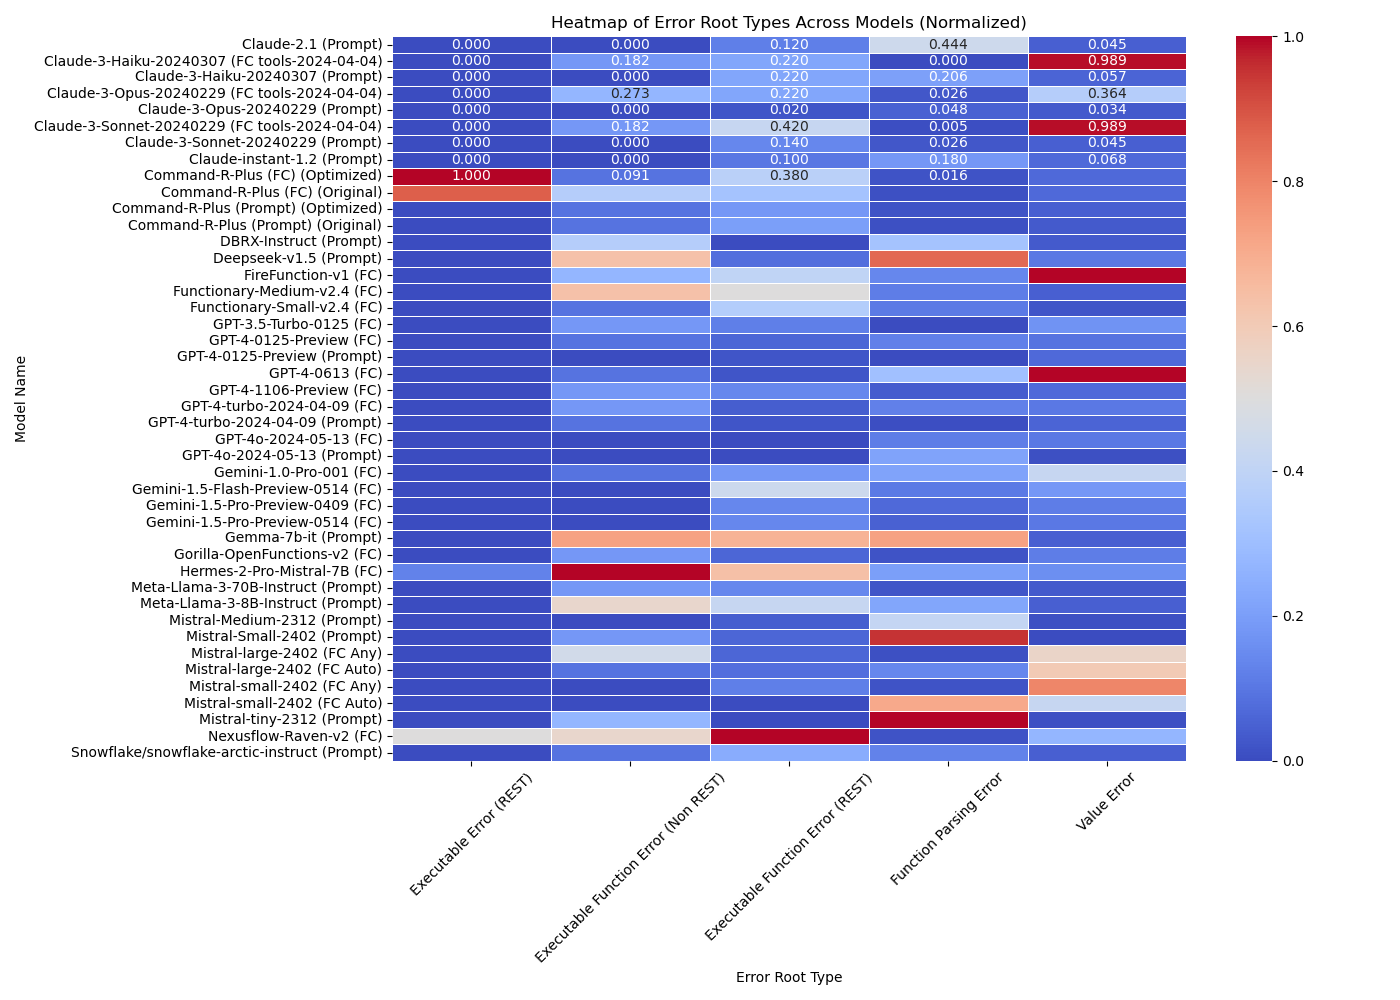 Heatmap of Error Root Types Across Models (Normalized)
Claude-2.1 (Prompt) 0.000 0.000 0.120 0.444 0.045
Claude-3-Haiku-20240307 (FC tools-2024-04-04) 0.000 0.182 0.220 0.000 0.989
Claude-3-Haiku-20240307 (Prompt) 0.000 0.000 0.220 0.206 0.057
Claude-3-Opus-20240229 (FC tools-2024-04-04) 0.000 0.273 0.220 0.026 0.364
Claude-3-Opus-20240229 (Prompt) 0.000 0.000 0.020 0.048 0.034
Claude-3-Sonnet-20240229 (FC tools-2024-04-04) 0.000 0.182 0.420 0.005 0.989
Claude-3-Sonnet-20240229 (Prompt) 0.000 0.000 0.140 0.026 0.045
Claude-instant-1.2 (Prompt) 0.000 0.000 0.100 0.180 0.068
Command-R-Plus (FC) (Optimized) 1.000 0.091 0.380 0.016
Command-R-Plus (FC) (Original)
Command-R-Plus (Prompt) (Optimized)
Command-R-Plus (Prompt) (Original)
DBRX-Instruct (Prompt)
Deepseek-v1.5 (Prompt)
FireFunction-v1 (FC)
Functionary-Medium-v2.4 (FC)
Functionary-Small-v2.4 (FC)
GPT-3.5-Turbo-0125 (FC)
GPT-4-0125-Preview (FC)
GPT-4-0125-Preview (Prompt)
GPT-4-0613 (FC)
GPT-4-1106-Preview (FC)
GPT-4-turbo-2024-04-09 (FC)
GPT-4-turbo-2024-04-09 (Prompt)
GPT-4o-2024-05-13 (FC)
GPT-4o-2024-05-13 (Prompt)
Gemini-1.0-Pro-001 (FC)
Gemini-1.5-Flash-Preview-0514 (FC)
Gemini-1.5-Pro-Preview-0409 (FC)
Gemini-1.5-Pro-Preview-0514 (FC)
Gemma-7b-it (Prompt)
Gorilla-OpenFunctions-v2 (FC)
Hermes-2-Pro-Mistral-7B (FC)
Meta-Llama-3-70B-Instruct (Prompt)
Meta-Llama-3-8B-Instruct (Prompt)
Mistral-Medium-2312 (Prompt)
Mistral-Small-2402 (Prompt)
Mistral-large-2402 (FC Any)
Mistral-large-2402 (FC Auto)
Mistral-small-2402 (FC Any)
Mistral-small-2402 (FC Auto)
Mistral-tiny-2312 (Prompt)
Nexusflow-Raven-v2 (FC)
Snowflake/snowflake-arctic-instruct (Prompt)
Model Name
Executable Error (REST)
Executable Function Error (Non REST)
Executable Function Error (REST)
Function Parsing Error
Value Error
Error Root Type
1.0
0.8
0.6
0.4
0.2
0.0